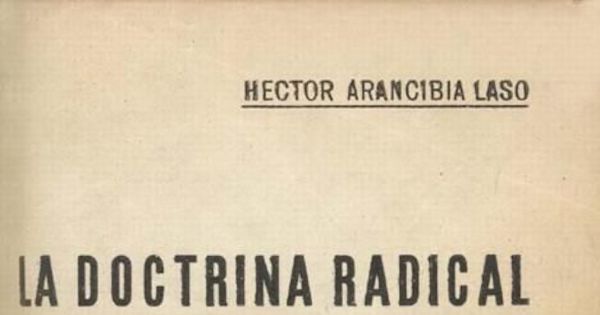 HECTOR ARANCIBIA LASO
LA DOCTRINA RADICAL